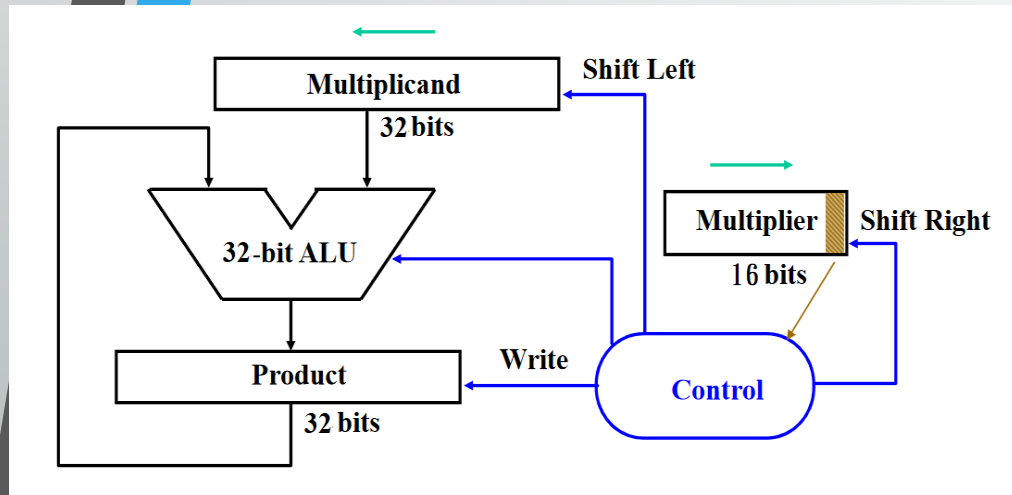 Shift Left
Multiplicand
32 bits
Multiplier
Shift Right
32-bit ALU
16 bits
Write
Product
Control
32 bits